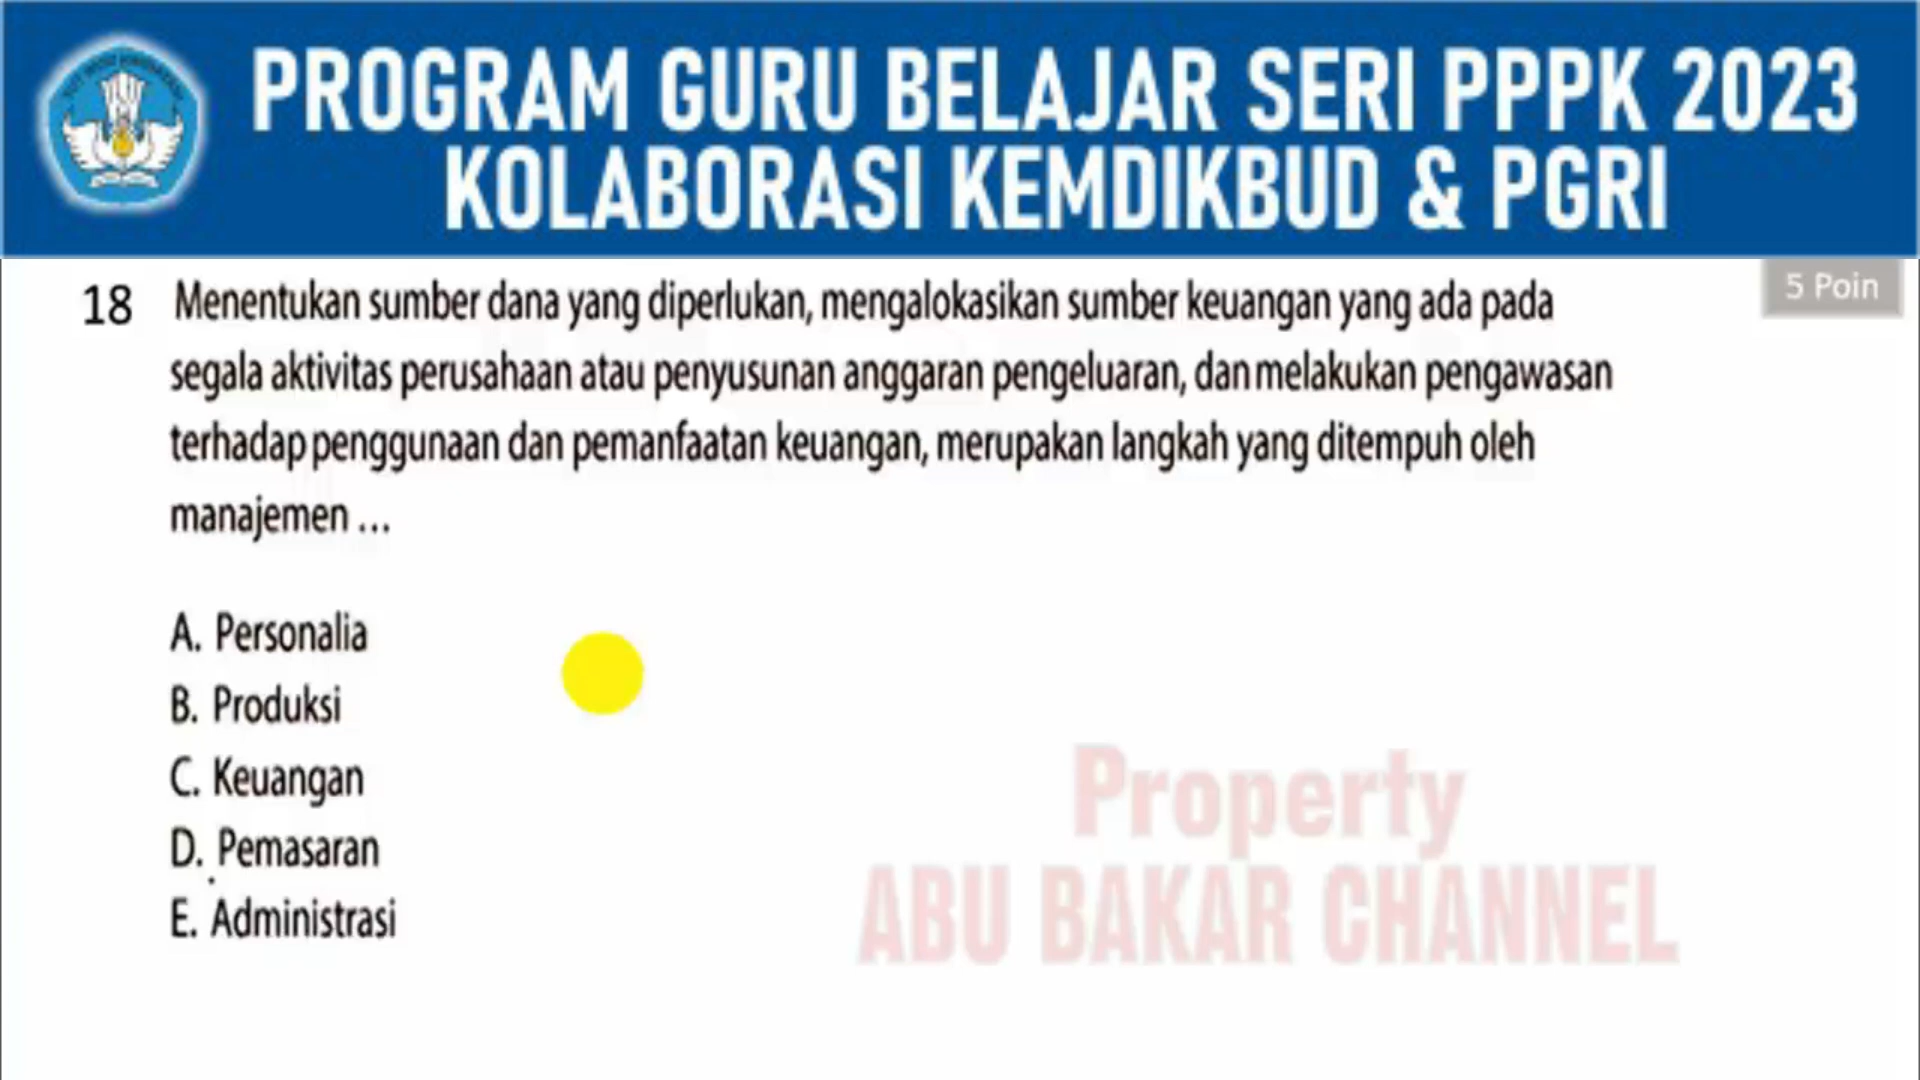 PROGRAM GURU BELAJAR SERI PPPK 2023
KOLABORASI KEMDIKBUD & PGRI
5 Poin
18 Menentukan sumber dana yang diperlukan, mengalokasikan sumber keuangan yang ada pada
segala aktivitas perusahaan atau penyusunan anggaran pengeluaran, dan melakukan pengawasan
terhadap penggunaan dan pemanfaatan keuangan, merupakan langkah yang ditempuh oleh
manajemen ...
A. Personalia
B. Produksi
C. Keuangan
D. Pemasaran
E. Administrasi
Property
ABU BAKAR CHANNEL